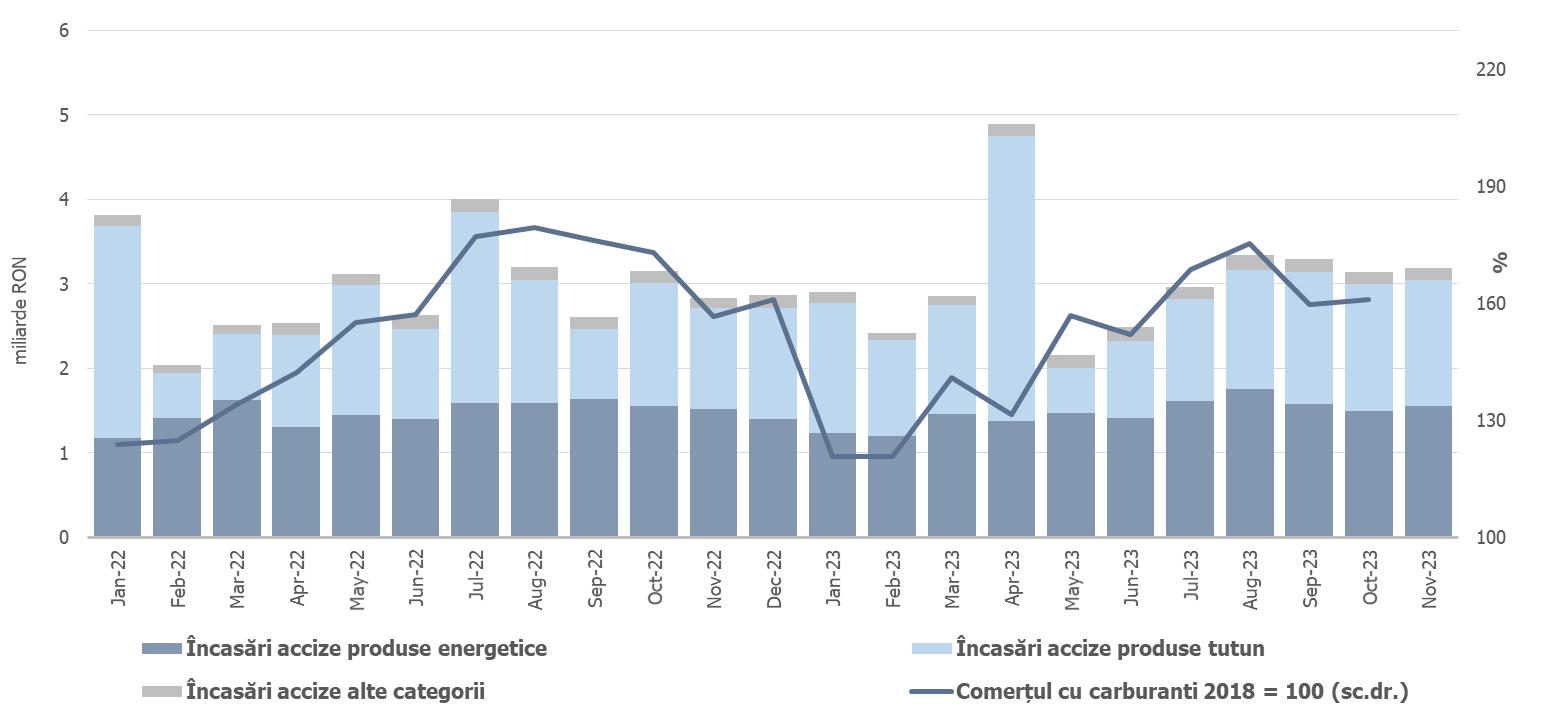 6
5
4
3
2
1
0
miliarde RON
220
190
160
130
100
%
Jan-22
Feb-22
Mar-22
Apr-22
May-22
Jun-22
Jul-22
Aug-22
Sep-22
Oct-22
Nov-22
Dec-22
Jan-23
Feb-23
Mar-23
Apr-23
May-23
Jun-23
Jul-23
Aug-23
Sep-23
Oct-23
Nov-23
Încasări accize produse energetice
Încasări accize produse tutun
Încasări accize alte categorii
Comerțul cu carburanti 2018 = 100 (sc.dr.)